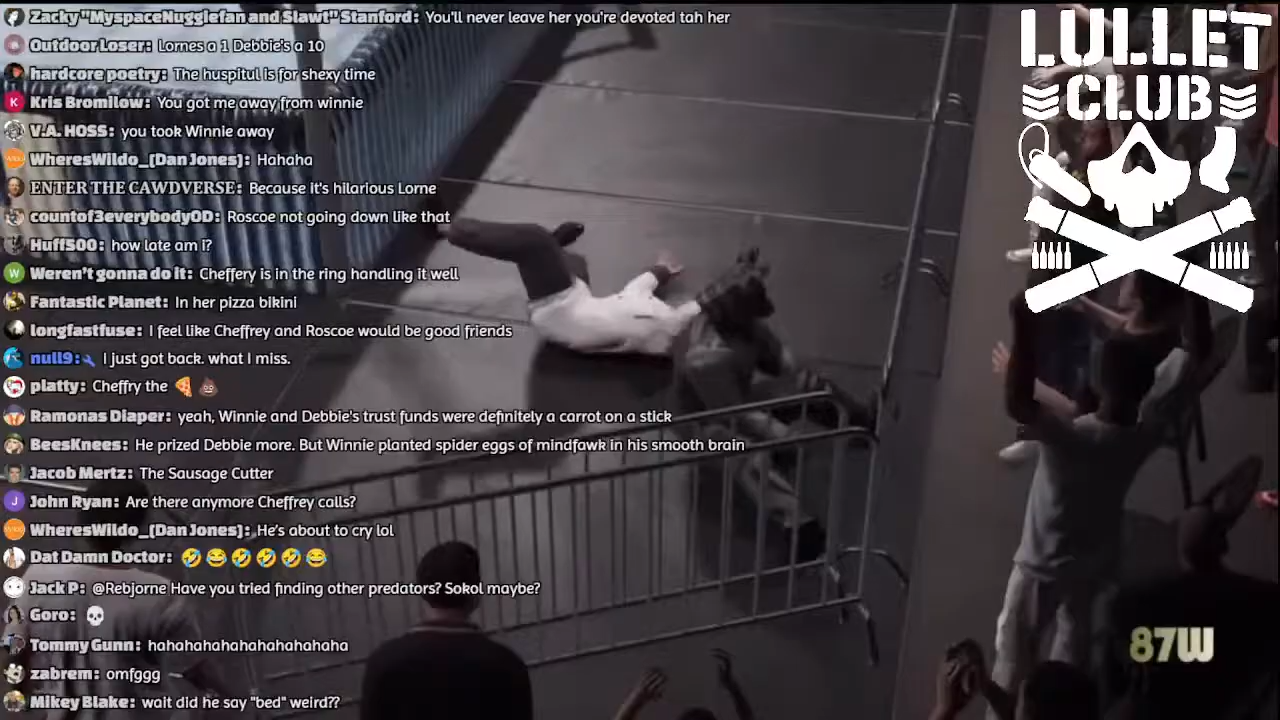 Zacky "MyspaceNuggiefan and Slawt" Stanford: You'll never leave her you're devoted tah her
OutdoorLoser: Lornes a 1 Debbie's a 10
hardcore poetry: The huspitul is for shexy time
Kris Bromilow: You got me away from winnie
V.A. HOSS: you took Winnie away
WheresWildo_(Dan Jones): Hahaha
ENTER THE CAWDVERSE: Because it's hilarious Lorne
countof3everybodyOD: Roscoe not going down like that
Huff500: how late am I?
Weren't gonna do it: Cheffery is in the ring handling it well
Fantastic Planet: In her pizza bikini
longfastfuse: I feel like Cheffrey and Roscoe would be good friends
null9: I just got back. what I miss.
platty: Cheffry the 🍕 💩
Ramonas Diaper: yeah, Winnie and Debbie's trust funds were definitely a carrot on a stick
BeesKnees: He prized Debbie more. But Winnie planted spider eggs of mindfawk in his smooth brain
Jacob Mertz: The Sausage Cutter
John Ryan: Are there anymore Cheffrey calls?
WheresWildo_(Dan Jones): He's about to cry lol
Dat Damn Doctor: 🤣😂🤣🤣🤣😂
Jack P: @Rebjorne Have you tried finding other predators? Sokol maybe?
Goro: 💀
Tommy Gunn: hahahahahahahahahaha
zabrem: omfggg
Mikey Blake: wait did he say "bed" weird??
LULLET
CLUB
87W